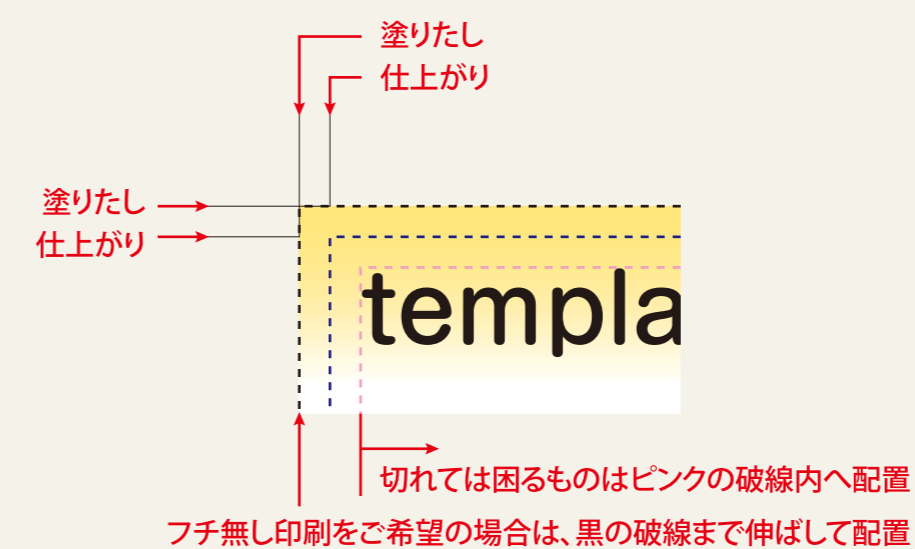 塗りたし
仕上がり
塗りたし
仕上がり
templa
切れては困るものはピンクの破線内へ配置
フチ無し印刷をご希望の場合は、黒の破線まで伸ばして配置